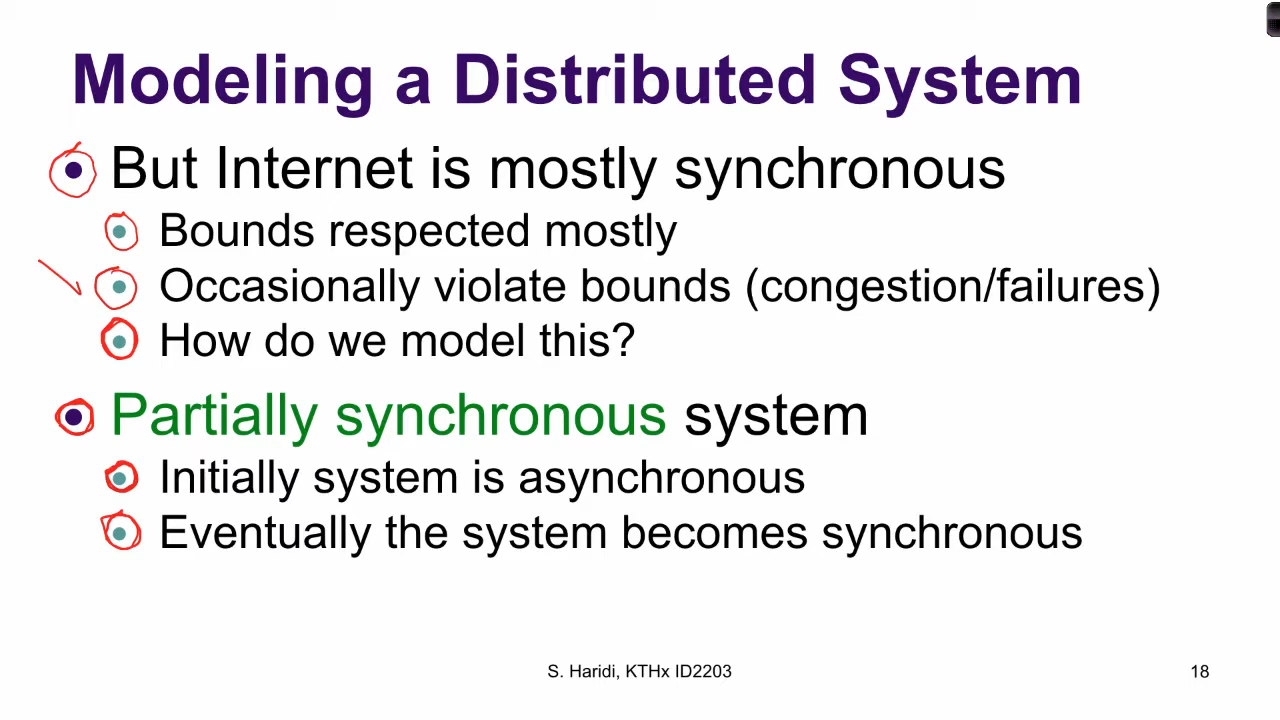 Modeling a Distributed System
But Internet is mostly synchronous
Bounds respected mostly
Occasionally violate bounds (congestion/failures)
How do we model this?
Partially synchronous system
Initially system is asynchronous
Eventually the system becomes synchronous
S. Haridi, KTHx ID2203
18